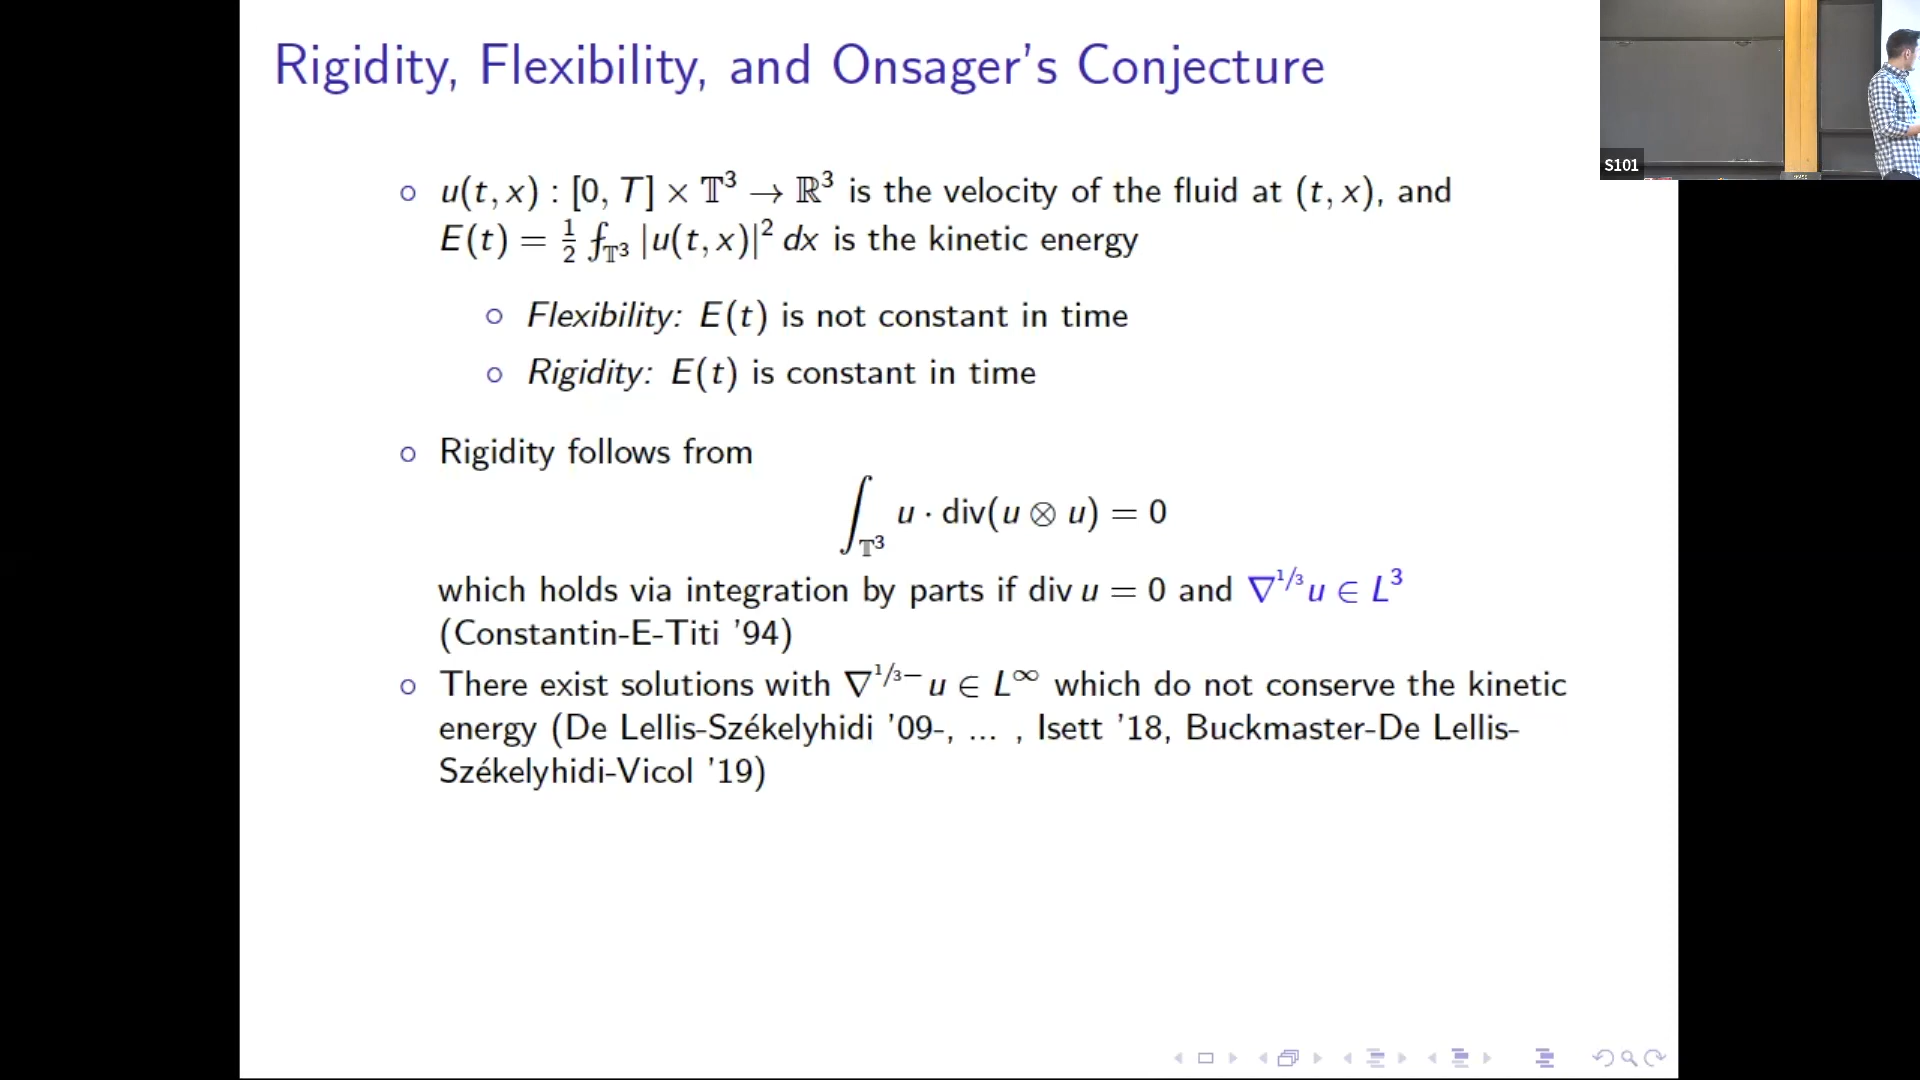 Rigidity, Flexibility, and Onsager's Conjecture
S101
○ u(t, x) : [0, T] × 𝕋³ → ℝ³ is the velocity of the fluid at (t, x), and
E(t) = ½ ⨍_𝕋³ |u(t, x)|² dx is the kinetic energy
○ Flexibility: E(t) is not constant in time
○ Rigidity: E(t) is constant in time
○ Rigidity follows from
∫_𝕋³ u · div(u ⊗ u) = 0
which holds via integration by parts if div u = 0 and ∇^{1/3} u ∈ L³
(Constantin-E-Titi '94)
○ There exist solutions with ∇^{1/3−} u ∈ L^∞ which do not conserve the kinetic
energy (De Lellis-Székelyhidi '09-, ... , Isett '18, Buckmaster-De Lellis-
Székelyhidi-Vicol '19)